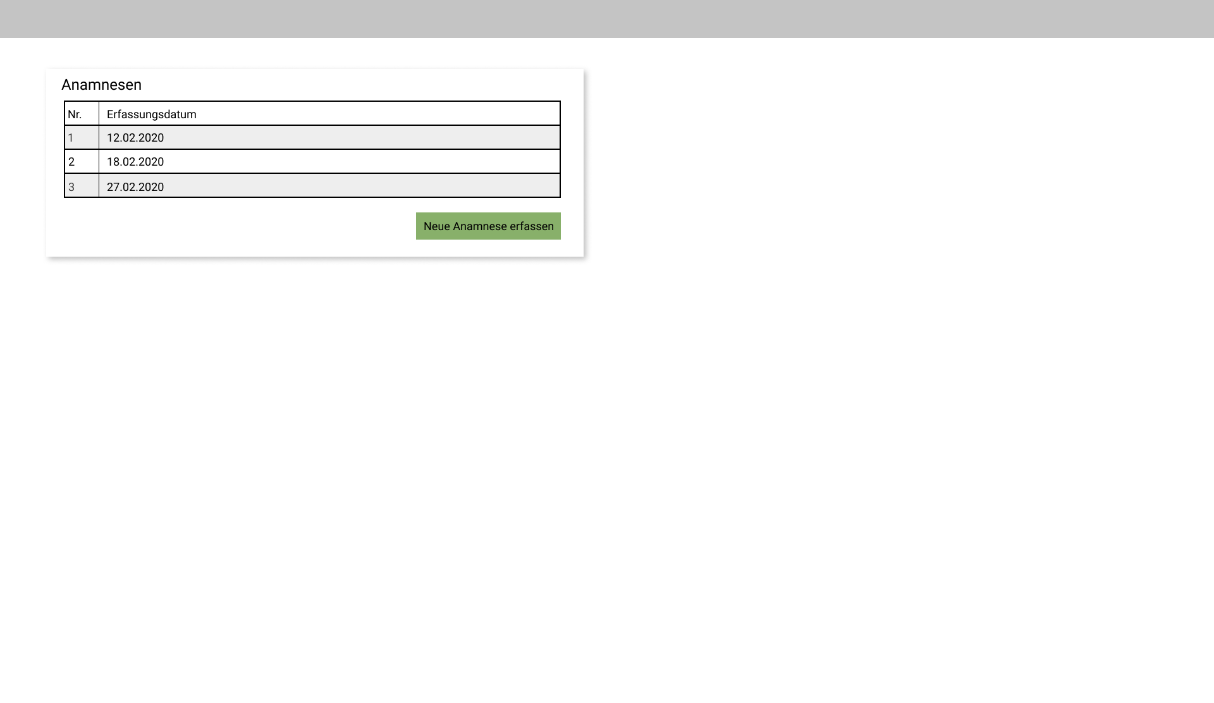 Anamnesen
Nr. Erfassungsdatum
1 12.02.2020
2 18.02.2020
3 27.02.2020
Neue Anamnese erfassen